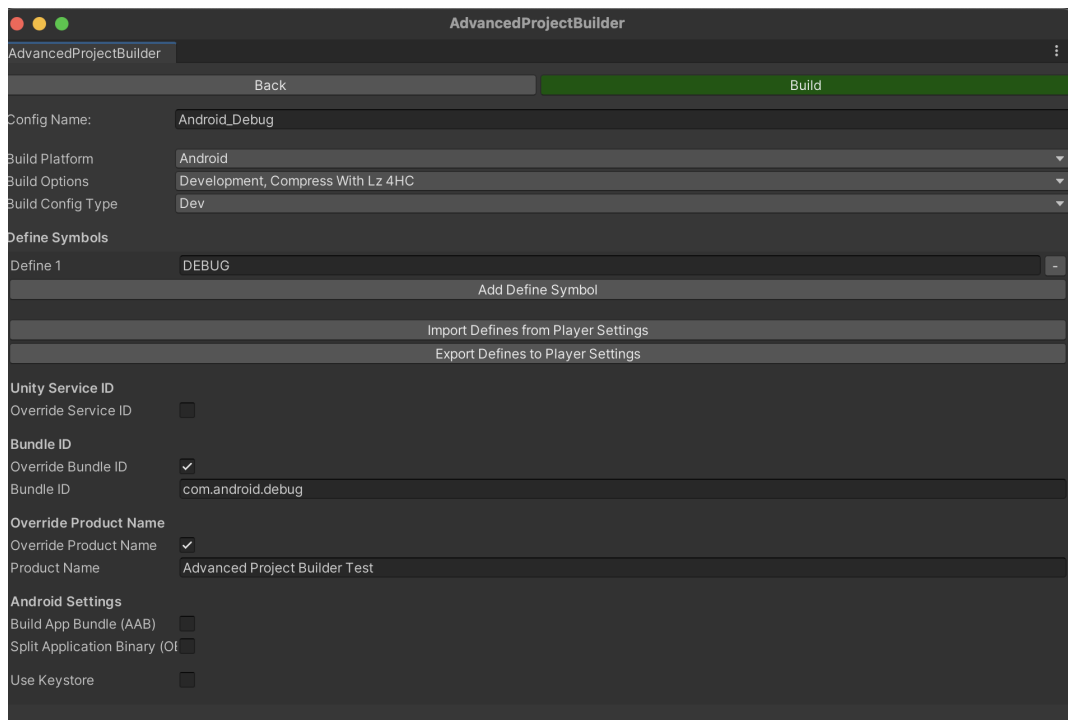 AdvancedProjectBuilder
AdvancedProjectBuilder
Back Build
Config Name: Android_Debug
Build Platform Android
Build Options Development, Compress With Lz 4HC
Build Config Type Dev
Define Symbols
Define 1 DEBUG -
Add Define Symbol
Import Defines from Player Settings
Export Defines to Player Settings
Unity Service ID
Override Service ID
Bundle ID
Override Bundle ID
Bundle ID com.android.debug
Override Product Name
Override Product Name
Product Name Advanced Project Builder Test
Android Settings
Build App Bundle (AAB)
Split Application Binary (O
Use Keystore